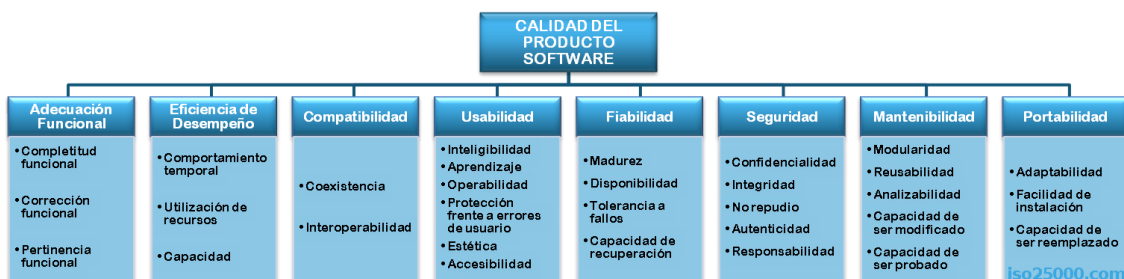 CALIDAD DEL
PRODUCTO
SOFTWARE
Adecuación
Funcional
• Completitud
funcional
• Corrección
funcional
• Pertinencia
funcional
Eficiencia de
Desempeño
• Comportamiento
temporal
• Utilización de
recursos
• Capacidad
Compatibilidad
• Coexistencia
• Interoperabilidad
Usabilidad
• Inteligibilidad
• Aprendizaje
• Operabilidad
• Protección
frente a errores
de usuario
• Estética
• Accesibilidad
Fiabilidad
• Madurez
• Disponibilidad
• Tolerancia a
fallos
• Capacidad de
recuperación
Seguridad
• Confidencialidad
• Integridad
• No repudio
• Autenticidad
• Responsabilidad
Mantenibilidad
• Modularidad
• Reusabilidad
• Analizabilidad
• Capacidad de
ser modificado
• Capacidad de
ser probado
Portabilidad
• Adaptabilidad
• Facilidad de
instalación
• Capacidad de
ser reemplazado
iso25000.com